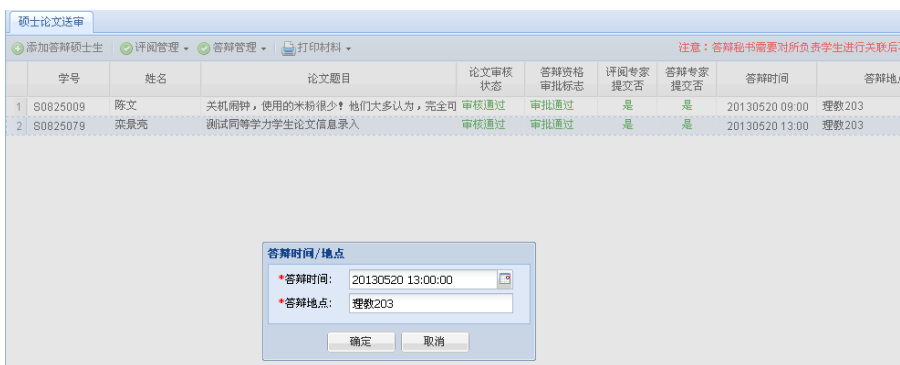 硕士论文送审
添加答辩硕士生 评阅管理 答辩管理 打印材料 注意：答辩秘书需要对所负责学生进行关联后
学号 姓名 论文题目 论文审核状态 答辩资格审批标志 评阅专家提交否 答辩专家提交否 答辩时间 答辩地
1 S0825009 陈文 关机闹钟，使用的米粉很少！他们大多认为，完全可 审核通过 审批通过 是 是 20130520 09:00 理教203
2 S0825079 栾景亮 测试同等学力学生论文信息录入 审核通过 审批通过 是 是 20130520 13:00 理教203
答辩时间/地点
*答辩时间: 20130520 13:00:00
*答辩地点: 理教203
确定 取消